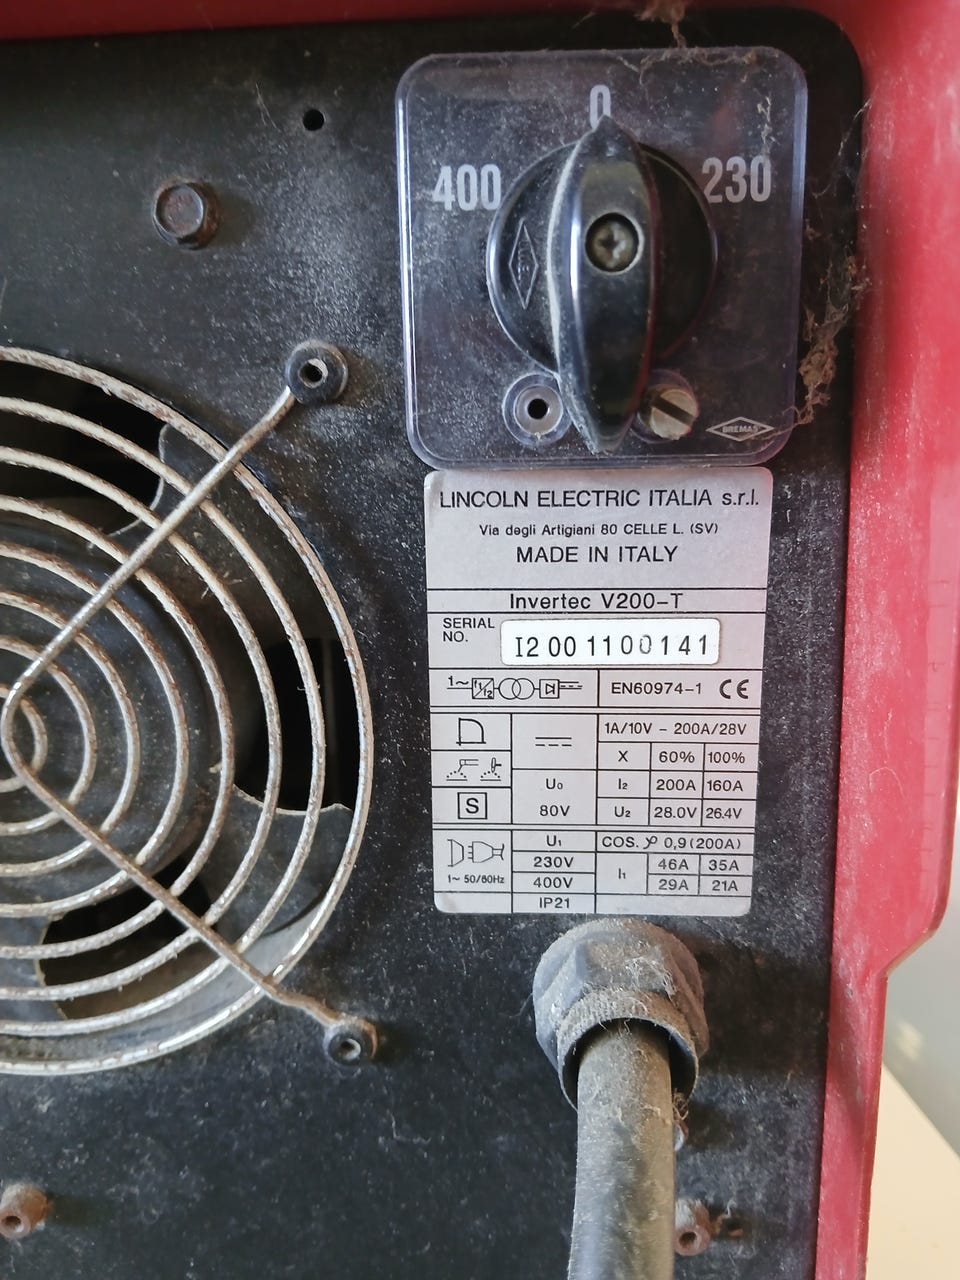 0
400 230
BREMAS
LINCOLN ELECTRIC ITALIA s.r.l.
Via degli Artigiani 80 CELLE L. (SV)
MADE IN ITALY
Invertec V200-T
SERIAL NO. I2 00 1100141
1~ f1/f2 EN60974-1 CE
1A/10V - 200A/28V
X 60% 100%
U₀ I₂ 200A 160A
S 80V U₂ 28.0V 26.4V
U₁ COS. φ 0,9(200A)
230V I₁ 46A 35A
1~ 50/60Hz 400V 29A 21A
IP21